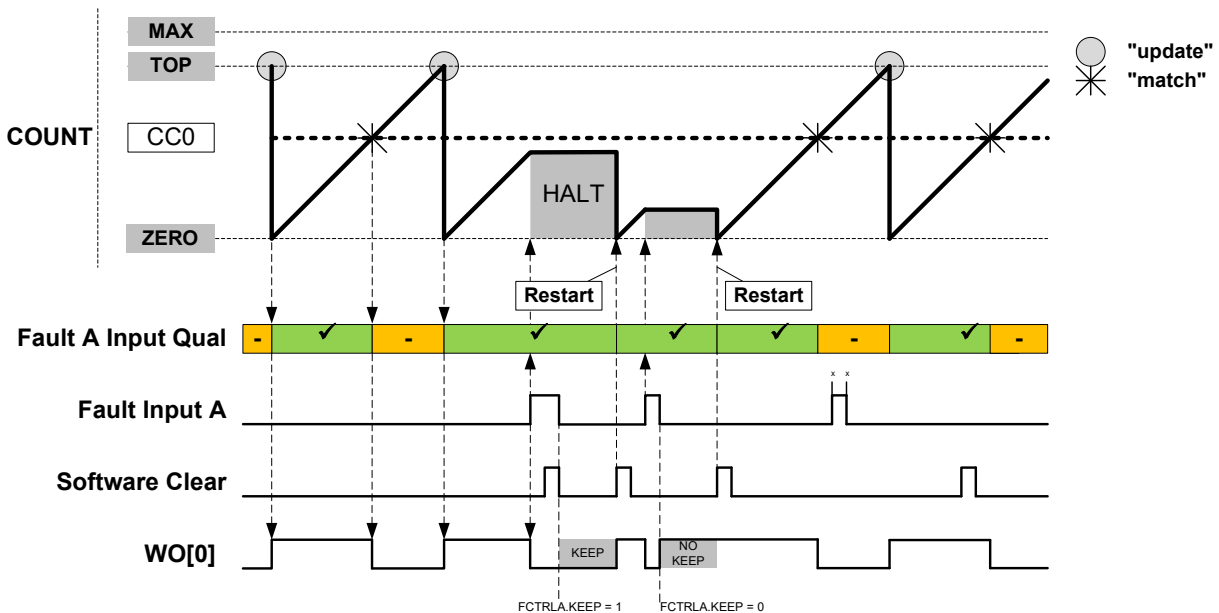 MAX
TOP
"update"
"match"
COUNT
CC0
HALT
ZERO
Restart
Restart
Fault A Input Qual
- ✓ - ✓ ✓ ✓ - ✓ -
x x
Fault Input A
Software Clear
WO[0]
KEEP
NO
KEEP
FCTRLA.KEEP = 1
FCTRLA.KEEP = 0